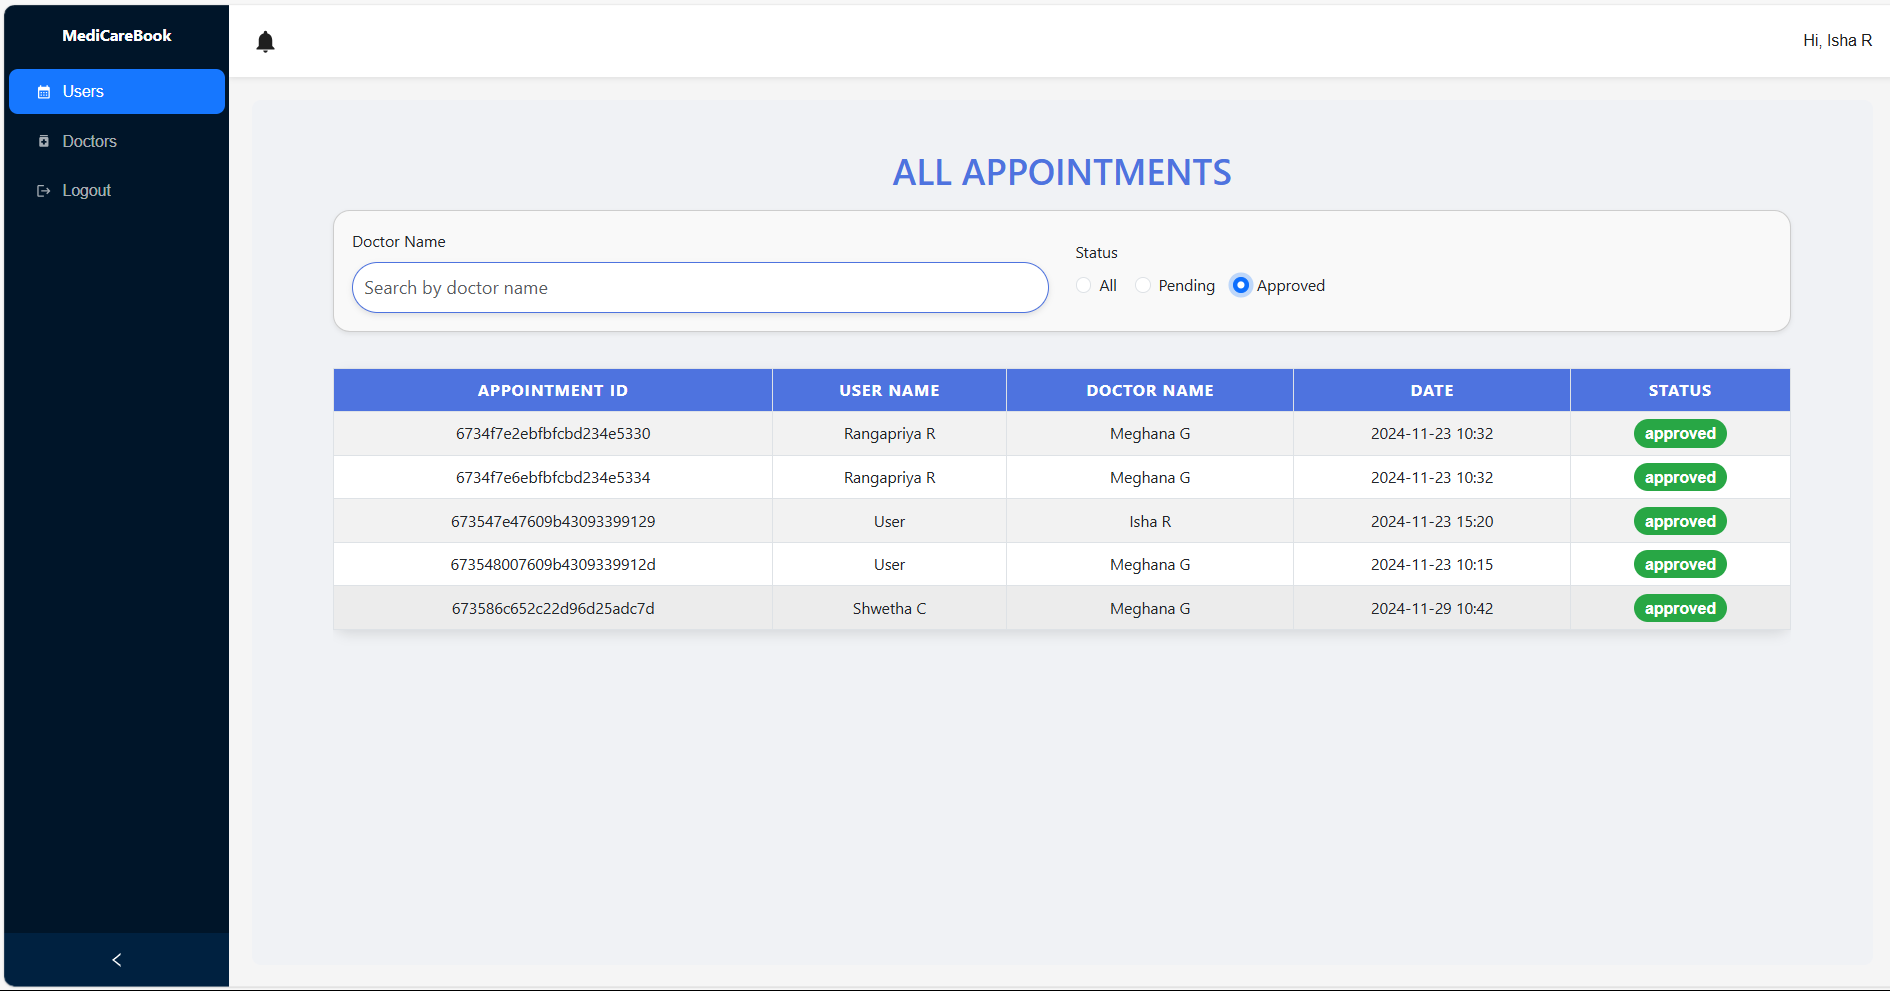 MediCareBook
Users
Doctors
Logout
Hi, Isha R
ALL APPOINTMENTS
Doctor Name
Search by doctor name
Status
All Pending Approved
APPOINTMENT ID USER NAME DOCTOR NAME DATE STATUS
6734f7e2ebfbfcbd234e5330 Rangapriya R Meghana G 2024-11-23 10:32 approved
6734f7e6ebfbfcbd234e5334 Rangapriya R Meghana G 2024-11-23 10:32 approved
673547e47609b43093399129 User Isha R 2024-11-23 15:20 approved
673548007609b4309339912d User Meghana G 2024-11-23 10:15 approved
673586c652c22d96d25adc7d Shwetha C Meghana G 2024-11-29 10:42 approved